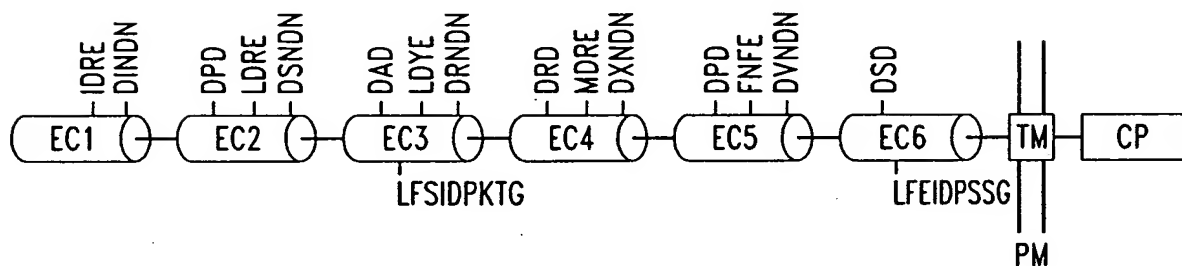 IDRE
DINDN
DPD
LDRE
DSNDN
DAD
LDYE
DRNDN
DRD
MDRE
DXNDN
DPD
FNFE
DVNDN
DSD
EC1
EC2
EC3
EC4
EC5
EC6
TM
CP
LFSIDPKTG
LFEIDPSSG
PM